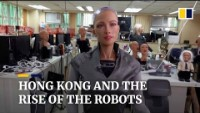 HONG KONG AND THE
RISE OF THE ROBOTS